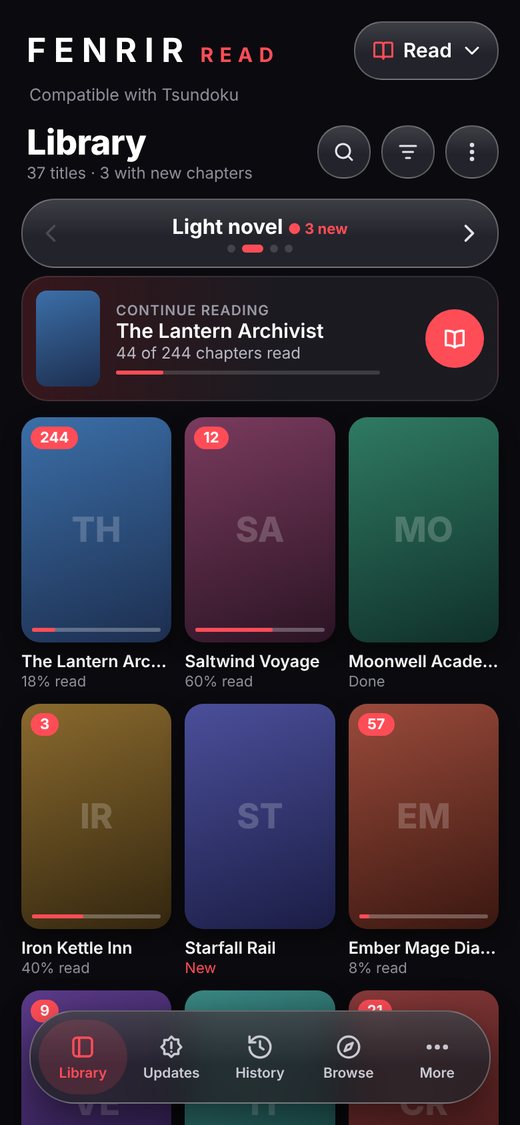 FENRIR READ
Read
Compatible with Tsundoku
Library
37 titles · 3 with new chapters
Light novel 3 new
CONTINUE READING
The Lantern Archivist
44 of 244 chapters read
244
12
TH
SA
MO
The Lantern Arc...
Saltwind Voyage
Moonwell Acade...
18% read
60% read
Done
3
57
IR
ST
EM
Iron Kettle Inn
Starfall Rail
Ember Mage Dia...
40% read
New
8% read
9
21
Library
Updates
History
Browse
More
VE
CR